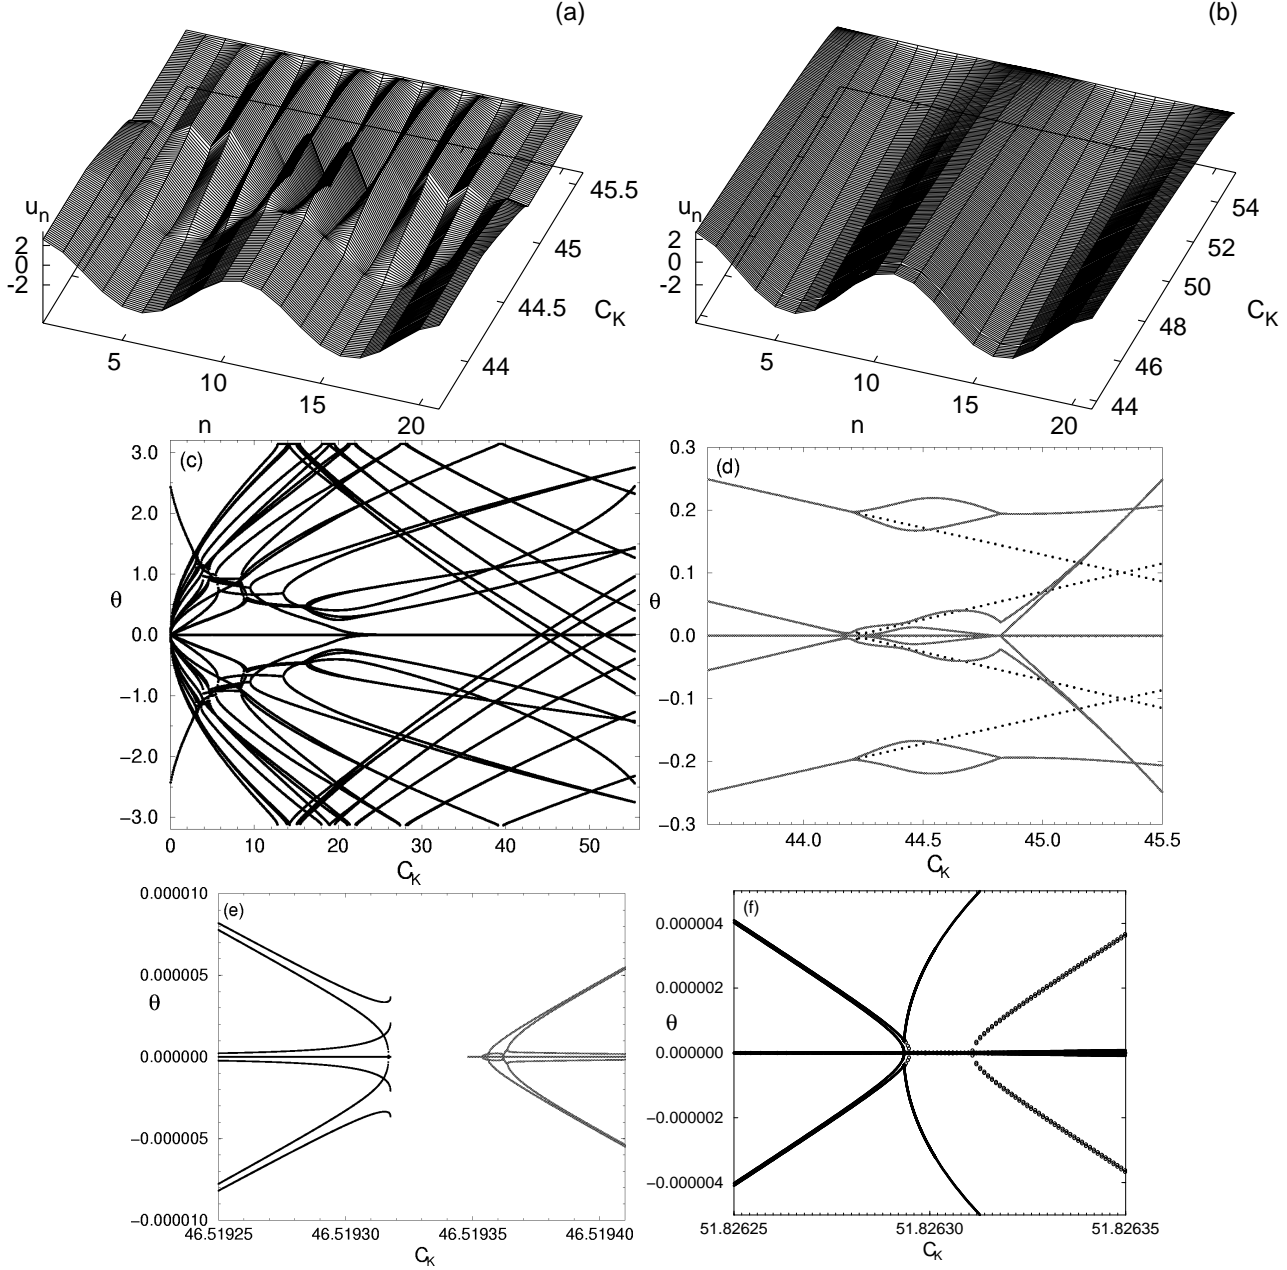 (a)
(b)
u_n
2
0
-2
5
10
15
20
n
44
44.5
45
45.5
C_K
u_n
2
0
-2
5
10
15
20
n
44
46
48
50
52
54
C_K
(c)
θ
3.0
2.0
1.0
0.0
−1.0
−2.0
−3.0
0 10 20 30 40 50
C_K
(d)
θ
0.3
0.2
0.1
0.0
−0.1
−0.2
−0.3
44.0 44.5 45.0 45.5
C_K
(e)
θ
0.000010
0.000005
0.000000
−0.000005
−0.000010
46.51925 46.51930 46.51935 46.51940
C_K
(f)
θ
0.000004
0.000002
0.000000
−0.000002
−0.000004
51.82625 51.82630 51.82635
C_K